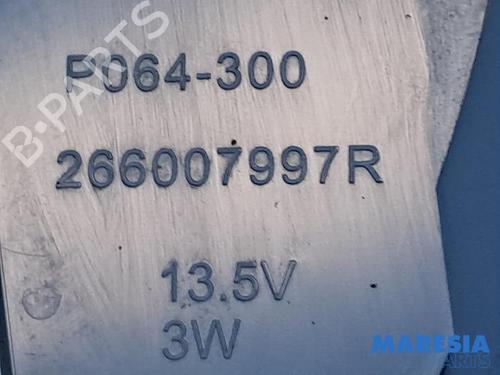 P064-300
266007997R
13.5V
3W
B-PARTS
MARESIA
PARTS